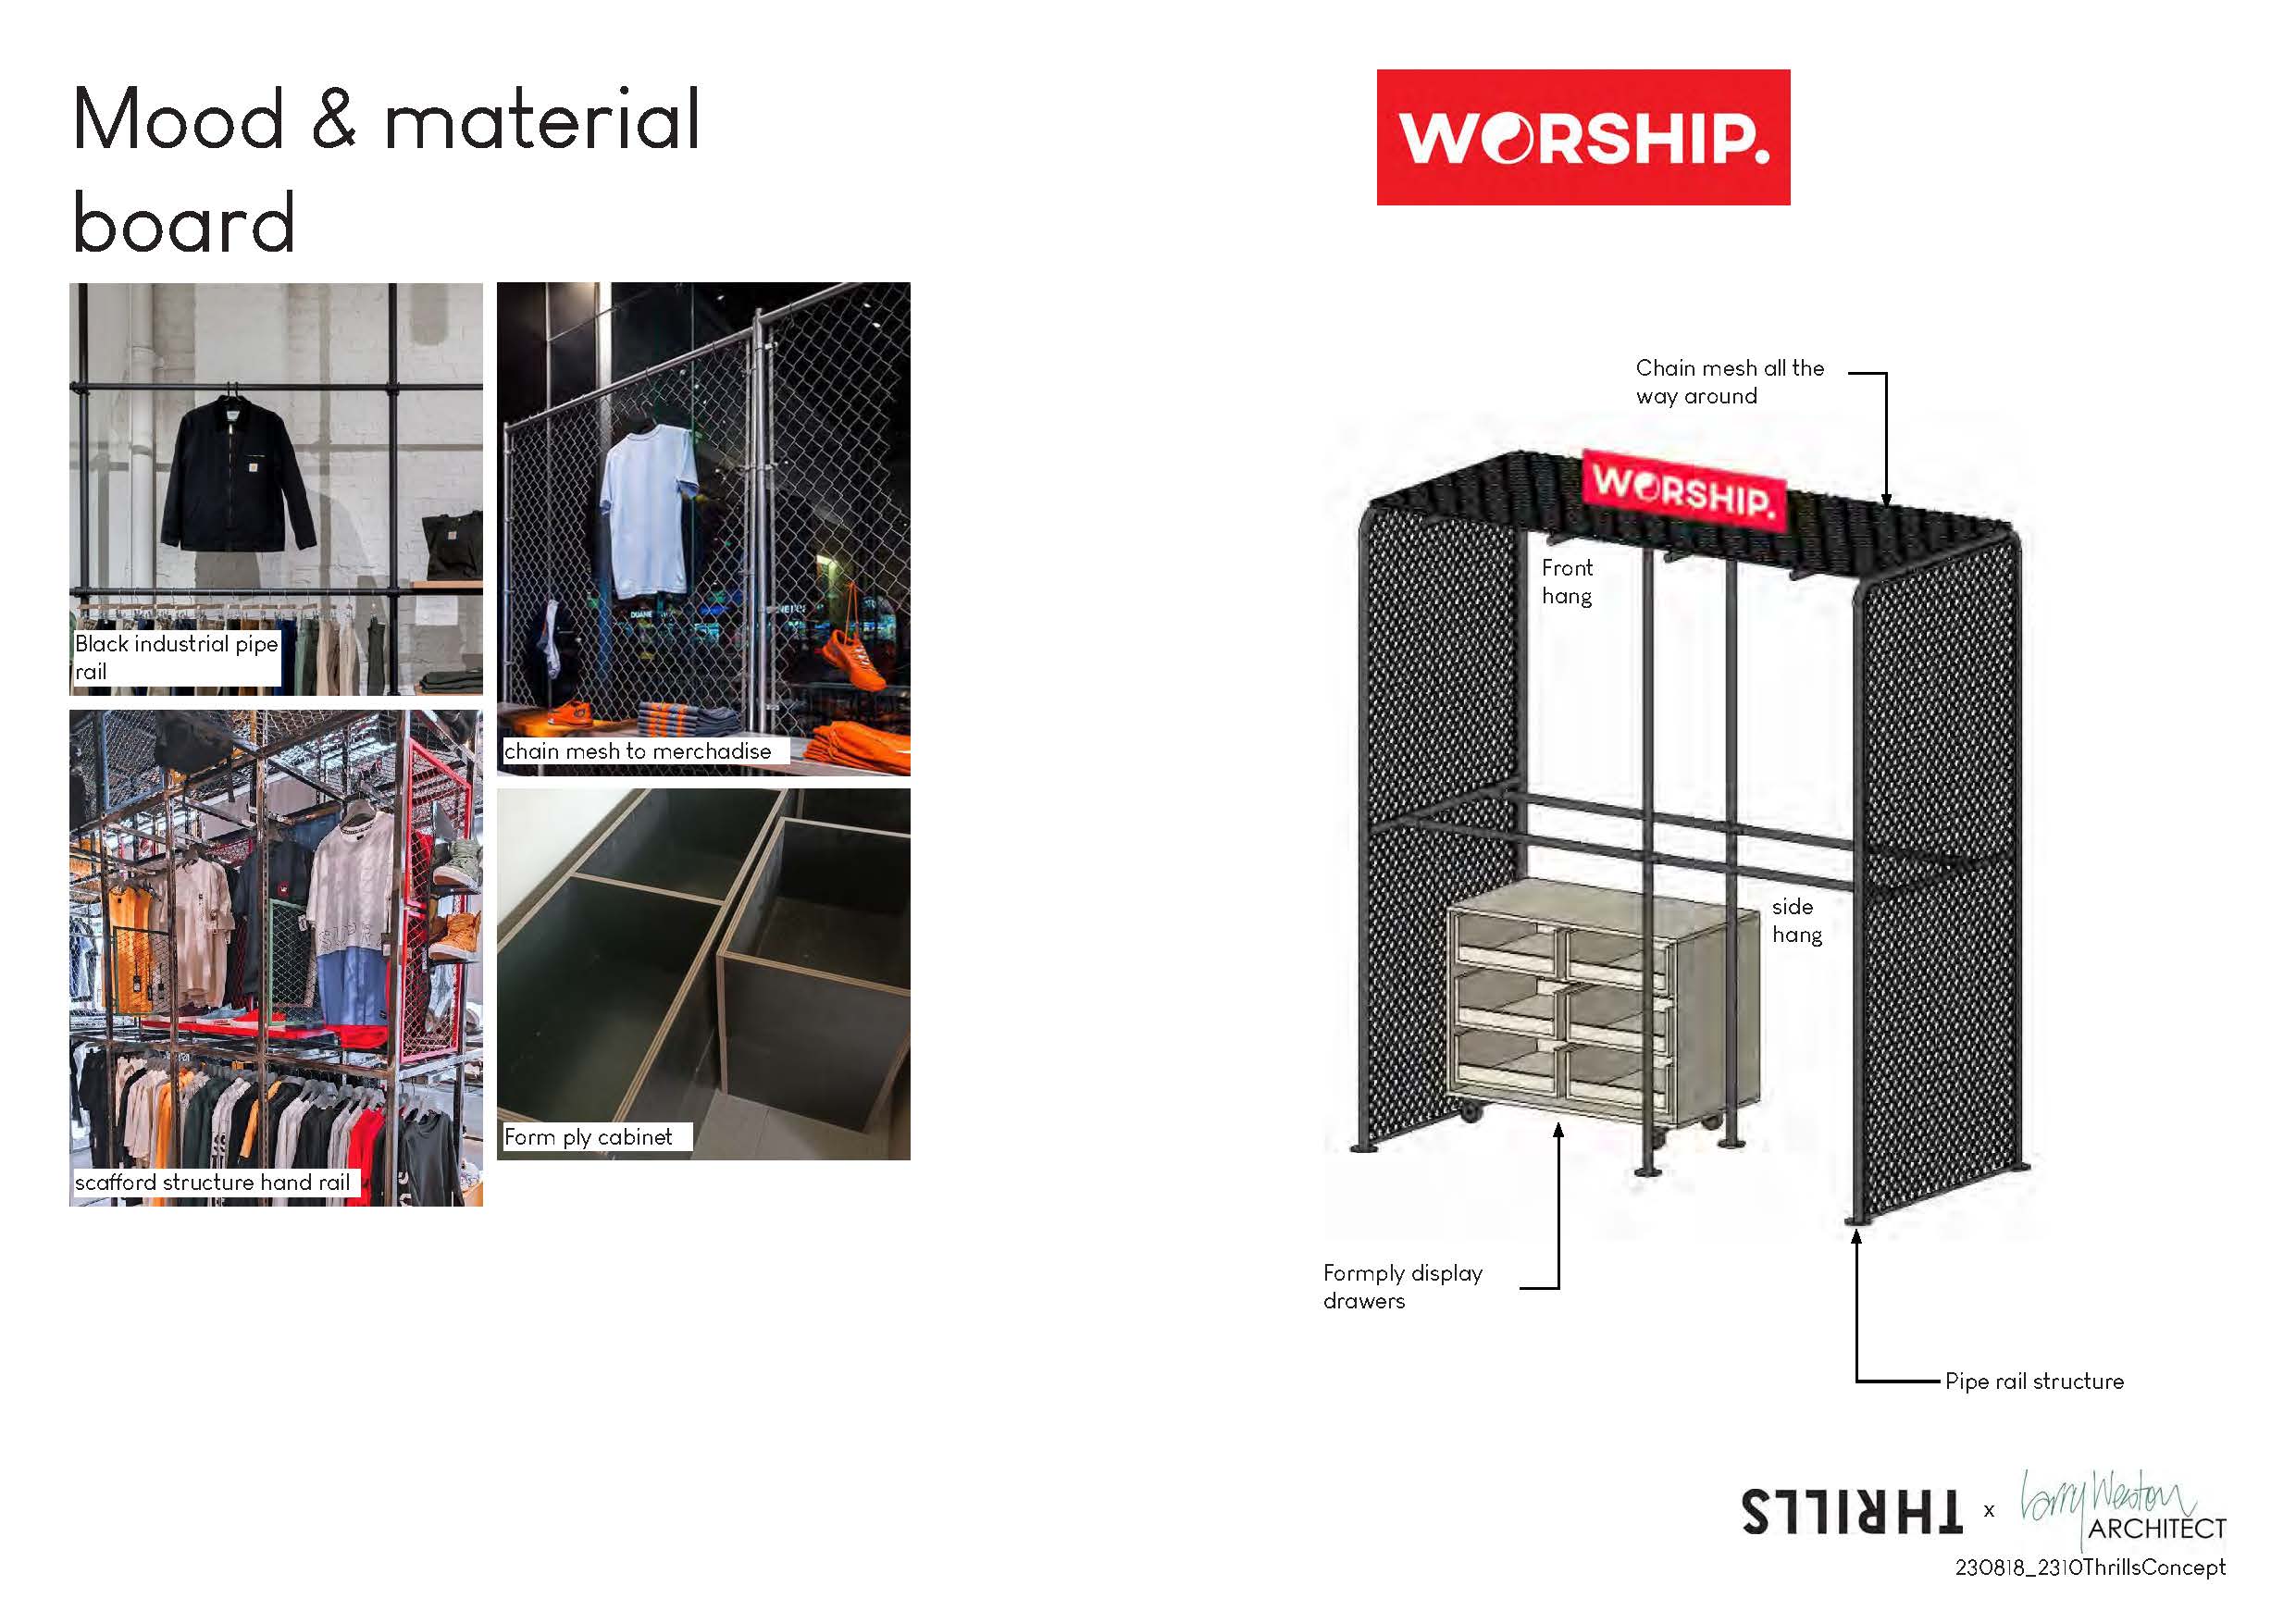 Mood & material
board
WORSHIP.
Black industrial pipe
rail
chain mesh to merchadise
scafford structure hand rail
Form ply cabinet
Chain mesh all the
way around
WORSHIP.
Front
hang
side
hang
Formply display
drawers
Pipe rail structure
THRILLS x Larry Weston
ARCHITECT
230818_2310ThrillsConcept